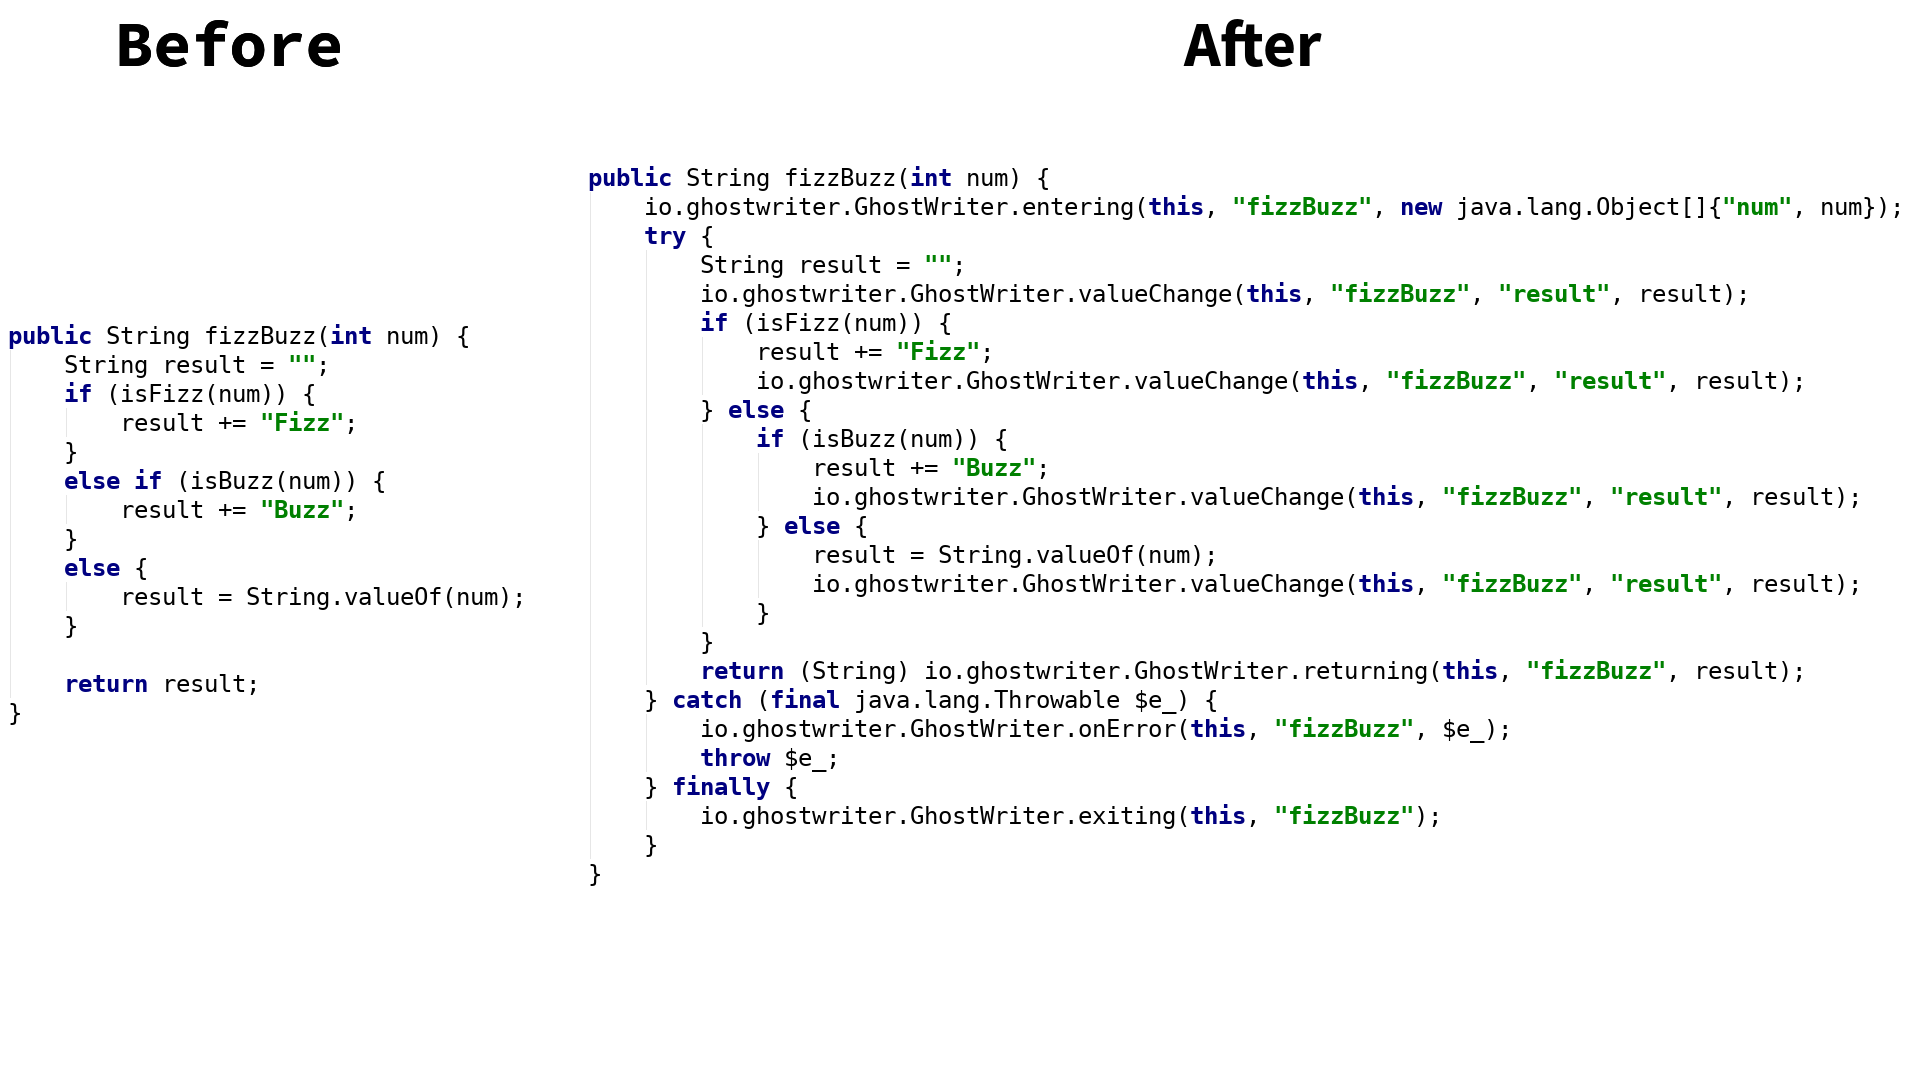 Before
public String fizzBuzz(int num) {
    String result = "";
    if (isFizz(num)) {
        result += "Fizz";
    }
    else if (isBuzz(num)) {
        result += "Buzz";
    }
    else {
        result = String.valueOf(num);
    }

    return result;
}
After
public String fizzBuzz(int num) {
    io.ghostwriter.GhostWriter.entering(this, "fizzBuzz", new java.lang.Object[]{"num", num});
    try {
        String result = "";
        io.ghostwriter.GhostWriter.valueChange(this, "fizzBuzz", "result", result);
        if (isFizz(num)) {
            result += "Fizz";
            io.ghostwriter.GhostWriter.valueChange(this, "fizzBuzz", "result", result);
        } else {
            if (isBuzz(num)) {
                result += "Buzz";
                io.ghostwriter.GhostWriter.valueChange(this, "fizzBuzz", "result", result);
            } else {
                result = String.valueOf(num);
                io.ghostwriter.GhostWriter.valueChange(this, "fizzBuzz", "result", result);
            }
        }
        return (String) io.ghostwriter.GhostWriter.returning(this, "fizzBuzz", result);
    } catch (final java.lang.Throwable $e_) {
        io.ghostwriter.GhostWriter.onError(this, "fizzBuzz", $e_);
        throw $e_;
    } finally {
        io.ghostwriter.GhostWriter.exiting(this, "fizzBuzz");
    }
}